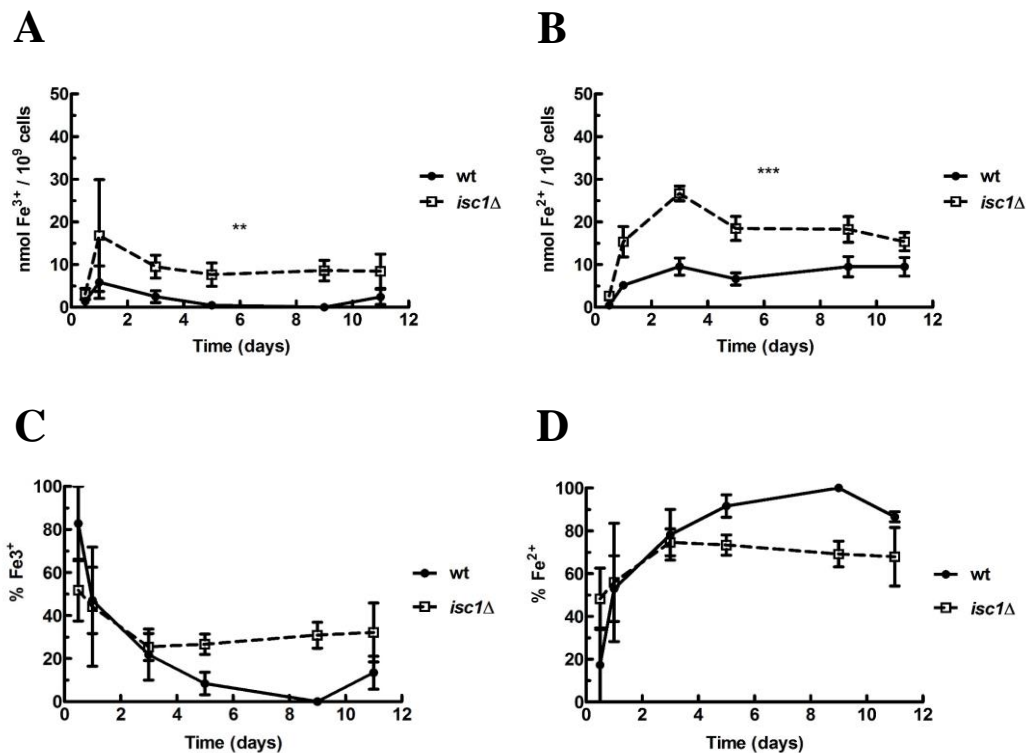 A
B
nmol Fe³⁺ / 10⁹ cells
50
40
30
20
10
0
**
0 2 4 6 8 10 12
Time (days)
wt
isc1Δ
nmol Fe²⁺ / 10⁹ cells
50
40
30
20
10
0
***
0 2 4 6 8 10 12
Time (days)
wt
isc1Δ
C
D
% Fe3⁺
100
80
60
40
20
0
0 2 4 6 8 10 12
Time (days)
wt
isc1Δ
% Fe²⁺
100
80
60
40
20
0
0 2 4 6 8 10 12
Time (days)
wt
isc1Δ